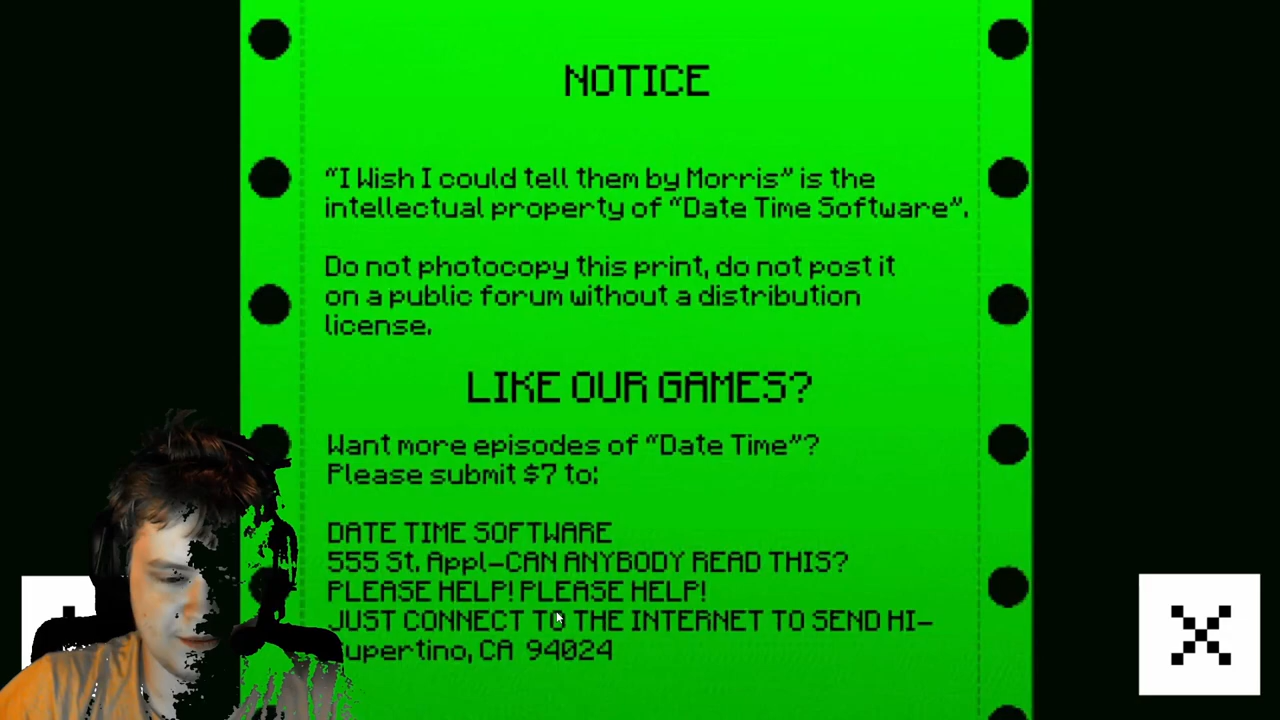 NOTICE
"I Wish I could tell them by Morris" is the
intellectual property of "Date Time Software".
Do not photocopy this print, do not post it
on a public forum without a distribution
license.
LIKE OUR GAMES?
Want more episodes of "Date Time"?
Please submit $7 to:
DATE TIME SOFTWARE
555 St. Appl-CAN ANYBODY READ THIS?
PLEASE HELP! PLEASE HELP!
JUST CONNECT TO THE INTERNET TO SEND HI-
upertino, CA 94024